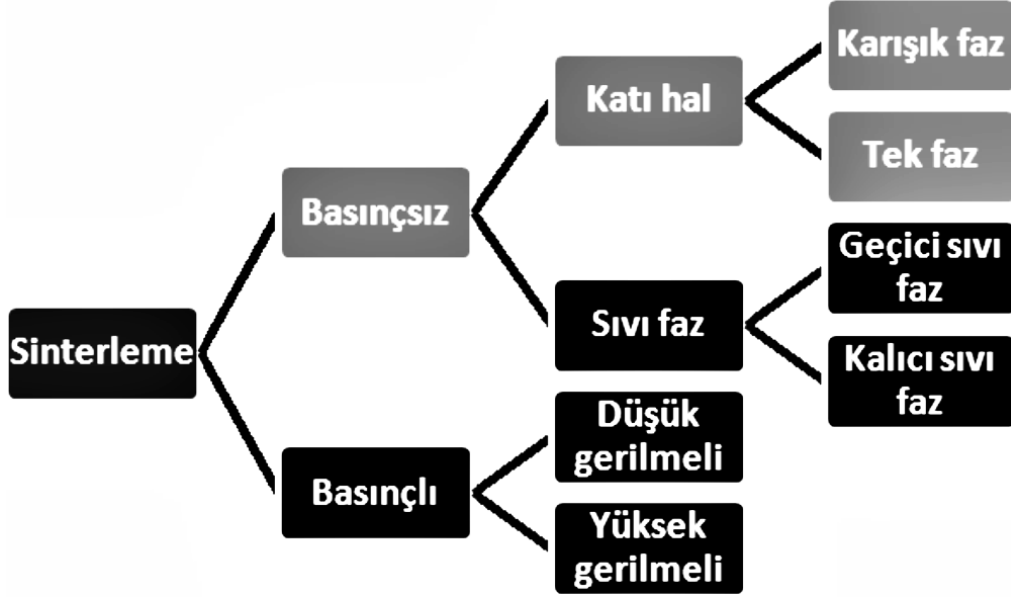 Karışık faz
Katı hal
Tek faz
Basınçsız
Geçici sıvı
faz
Sıvı faz
Sinterleme
Kalıcı sıvı
faz
Düşük
gerilmeli
Basınçlı
Yüksek
gerilmeli